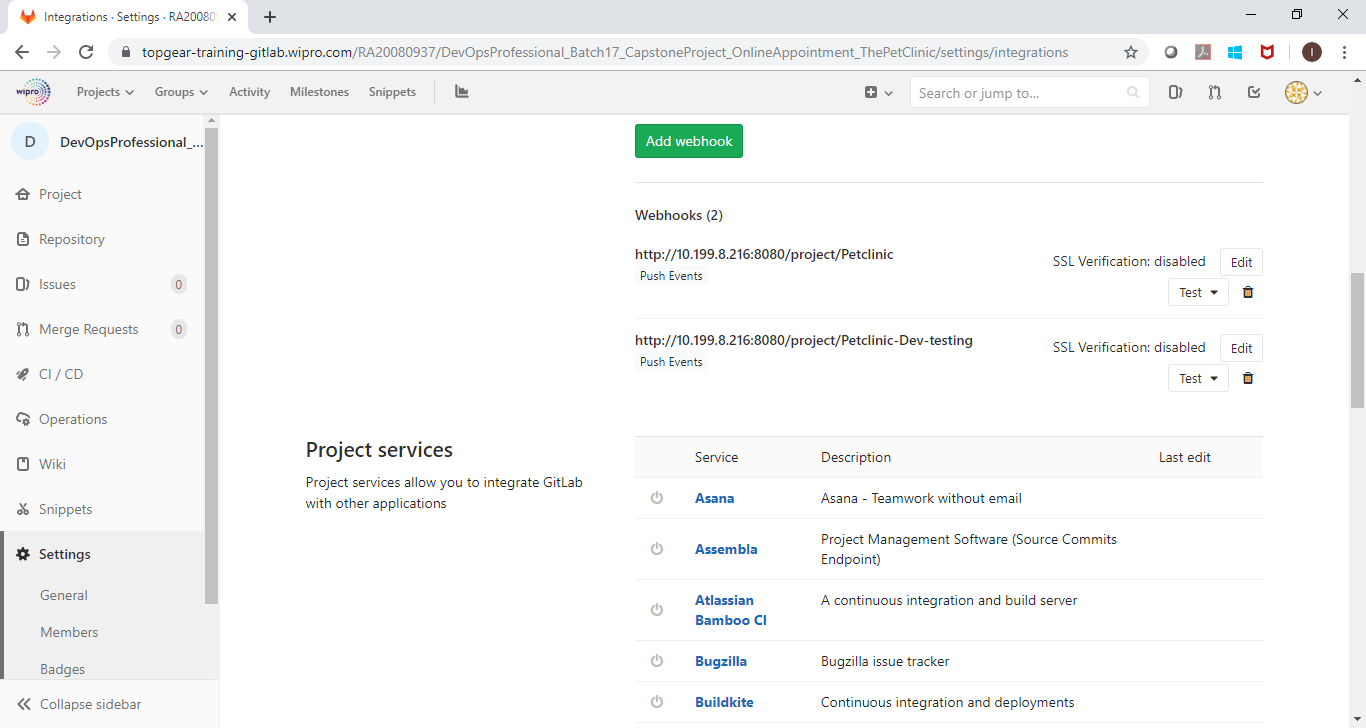 Integrations · Settings · RA20080
topgear-training-gitlab.wipro.com/RA20080937/DevOpsProfessional_Batch17_CapstoneProject_OnlineAppointment_ThePetClinic/settings/integrations
I
wipro
Projects
Groups
Activity
Milestones
Snippets
Search or jump to...
D
DevOpsProfessional_...
Project
Repository
Issues 0
Merge Requests 0
CI / CD
Operations
Wiki
Snippets
Settings
General
Members
Badges
Collapse sidebar
Add webhook
Webhooks (2)
http://10.199.8.216:8080/project/Petclinic
Push Events
SSL Verification: disabled Edit
Test
http://10.199.8.216:8080/project/Petclinic-Dev-testing
Push Events
SSL Verification: disabled Edit
Test
Project services
Project services allow you to integrate GitLab
with other applications
Service Description Last edit
Asana Asana - Teamwork without email
Assembla Project Management Software (Source Commits
Endpoint)
Atlassian A continuous integration and build server
Bamboo CI
Bugzilla Bugzilla issue tracker
Buildkite Continuous integration and deployments